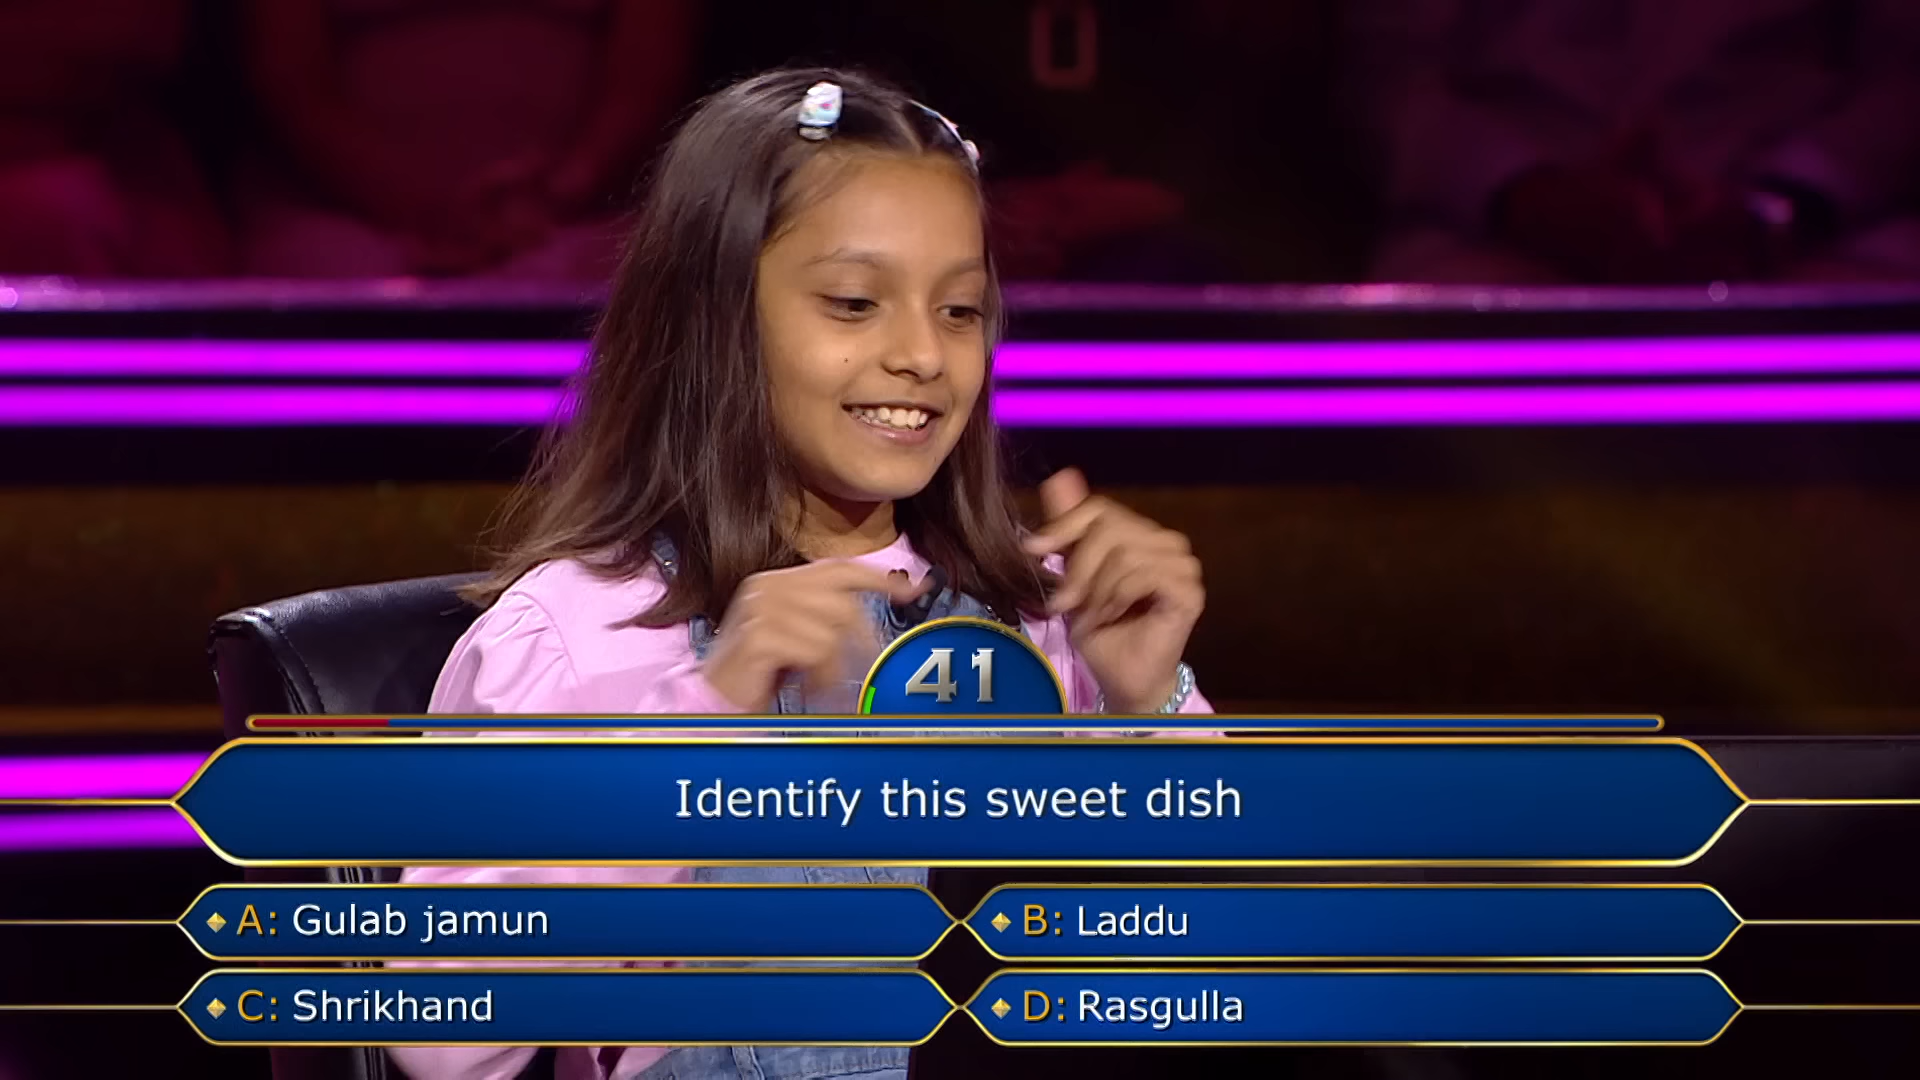 41
Identify this sweet dish
A: Gulab jamun
B: Laddu
C: Shrikhand
D: Rasgulla